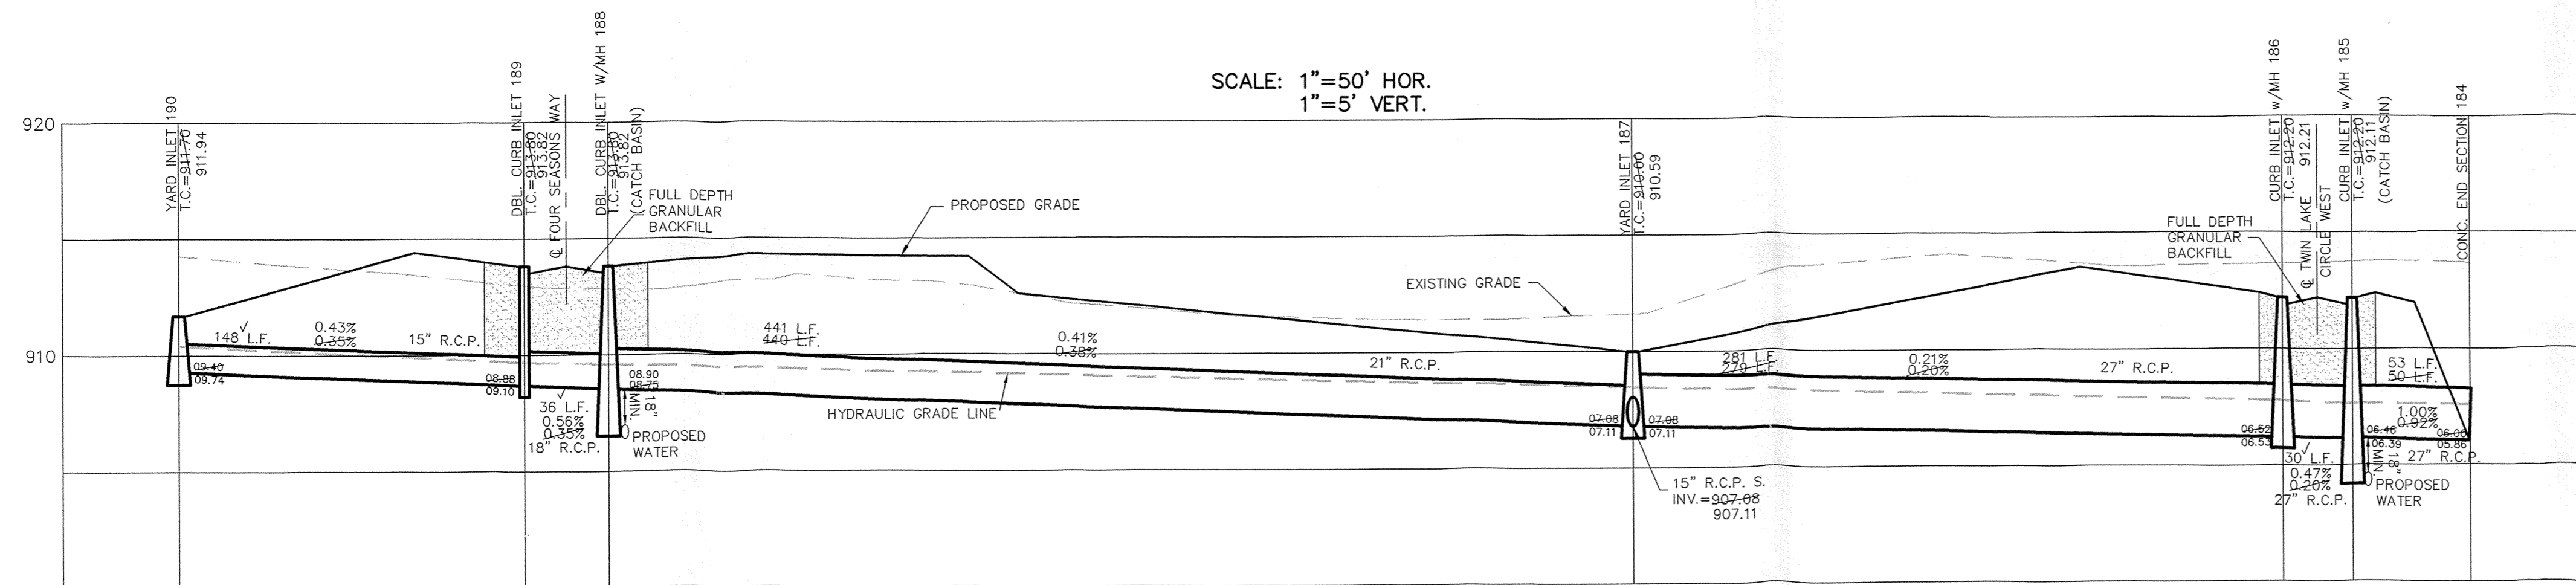 SCALE: 1"=50' HOR.
1"=5' VERT.
920
910
YARD INLET 190
T.C.=911.70
911.94
DBL. CURB INLET 189
T.C.=913.80
913.82
℄ FOUR SEASONS WAY
DBL. CURB INLET W/MH 188
T.C.=913.80
913.82
(CATCH BASIN)
FULL DEPTH
GRANULAR
BACKFILL
PROPOSED GRADE
EXISTING GRADE
YARD INLET 187
T.C.=910.00
910.59
FULL DEPTH
GRANULAR
BACKFILL
CURB INLET w/MH 186
T.C.=912.20
912.21
℄ TWIN LAKE
CIRCLE WEST
CURB INLET w/MH 185
T.C.=912.20
912.11
(CATCH BASIN)
CONC. END SECTION 184
√
148 L.F.
0.43%
0.35%
15" R.C.P.
09.40
09.74
08.88
09.10
√
36 L.F.
0.56%
0.35%
18" R.C.P.
08.90
08.75
18"
MIN.
PROPOSED
WATER
441 L.F.
440 L.F.
0.41%
0.38%
21" R.C.P.
HYDRAULIC GRADE LINE
07.08
07.11
07.08
07.11
15" R.C.P. S.
INV.=907.08
907.11
281 L.F.
279 L.F.
0.21%
0.20%
27" R.C.P.
06.52
06.53
√
30 L.F.
0.47%
0.20%
27" R.C.P.
06.46
06.39
18"
MIN.
PROPOSED
WATER
53 L.F.
50 L.F.
1.00%
0.92%
06.00
05.86
27" R.C.P.